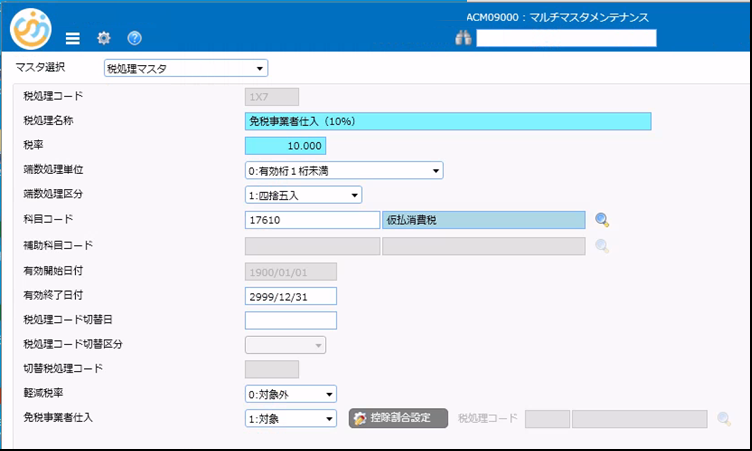 ACM09000：マルチマスタメンテナンス
マスタ選択 税処理マスタ
税処理コード 1X7
税処理名称 免税事業者仕入（10%）
税率 10.000
端数処理単位 0:有効桁１桁未満
端数処理区分 1:四捨五入
科目コード 17610 仮払消費税
補助科目コード
有効開始日付 1900/01/01
有効終了日付 2999/12/31
税処理コード切替日
税処理コード切替区分
切替税処理コード
軽減税率 0:対象外
免税事業者仕入 1:対象 控除割合設定 税処理コード